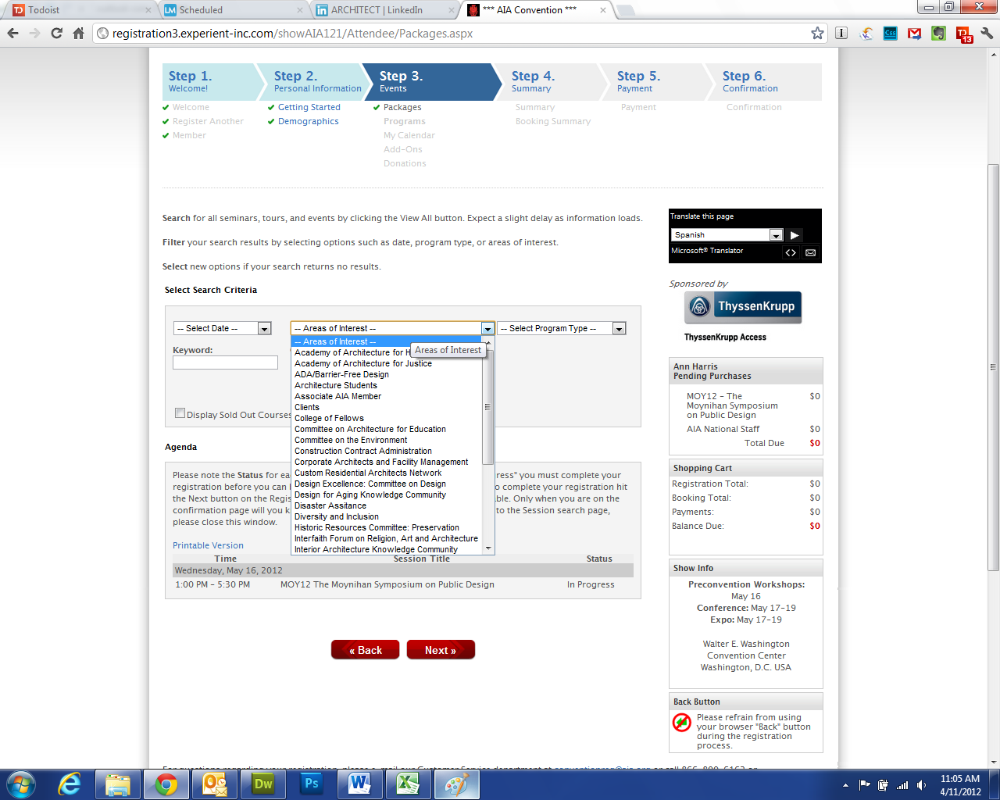 Todoist
Scheduled
ARCHITECT | LinkedIn
*** AIA Convention ***
registration3.experient-inc.com/showAIA121/Attendee/Packages.aspx
Css
TD
13
Step 1.
Welcome!
Step 2.
Personal Information
Step 3.
Events
Step 4.
Summary
Step 5.
Payment
Step 6.
Confirmation
Welcome
Register Another
Member
Getting Started
Demographics
Packages
Programs
My Calendar
Add-Ons
Donations
Summary
Booking Summary
Payment
Confirmation
Search for all seminars, tours, and events by clicking the View All button. Expect a slight delay as information loads.
Filter your search results by selecting options such as date, program type, or areas of interest.
Select new options if your search returns no results.
Select Search Criteria
-- Select Date --
-- Areas of Interest --
-- Select Program Type --
Keyword:
Display Sold Out Courses
-- Areas of Interest --
Areas of Interest
Academy of Architecture for H
Academy of Architecture for Justice
ADA/Barrier-Free Design
Architecture Students
Associate AIA Member
Clients
College of Fellows
Committee on Architecture for Education
Committee on the Environment
Construction Contract Administration
Corporate Architects and Facility Management
Custom Residential Architects Network
Design Excellence: Committee on Design
Design for Aging Knowledge Community
Disaster Assitance
Diversity and Inclusion
Historic Resources Committee: Preservation
Interfaith Forum on Religion, Art and Architecture
Interior Architecture Knowledge Community
Agenda
Please note the Status for ea ress" you must complete your
registration before you can o complete your registration hit
the Next button on the Regis ble. Only when you are on the
confirmation page will you k to the Session search page,
please close this window.
Printable Version
Time Session Title Status
Wednesday, May 16, 2012
1:00 PM - 5:30 PM MOY12 The Moynihan Symposium on Public Design In Progress
« Back
Next »
Translate this page
Spanish
Microsoft® Translator
Sponsored by
ThyssenKrupp
ThyssenKrupp Access
Ann Harris
Pending Purchases
MOY12 - The $0
Moynihan Symposium
on Public Design
AIA National Staff $0
Total Due $0
Shopping Cart
Registration Total: $0
Booking Total: $0
Payments: $0
Balance Due: $0
Show Info
Preconvention Workshops:
May 16
Conference: May 17-19
Expo: May 17-19
Walter E. Washington
Convention Center
Washington, D.C. USA
Back Button
Please refrain from using
your browser "Back" button
during the registration
process.
Dw
Ps
11:05 AM
4/11/2012